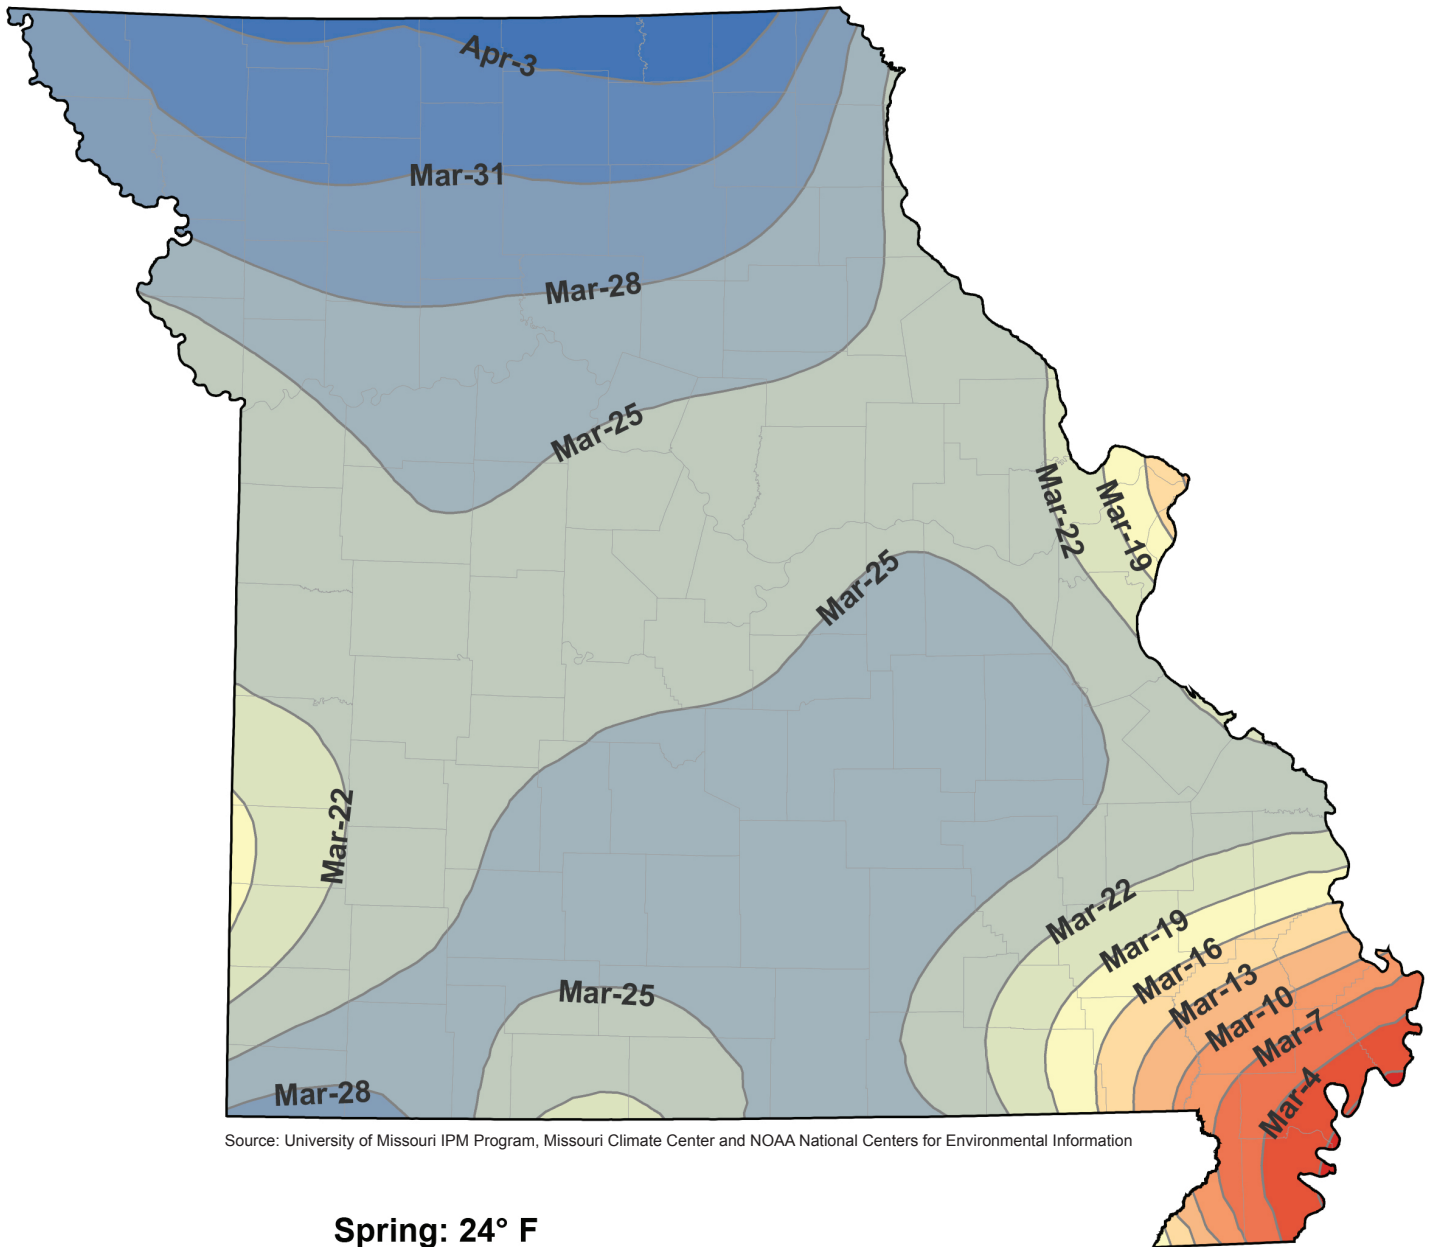 Apr-3
Mar-31
Mar-28
Mar-25
Mar-22
Mar-19
Mar-25
Mar-22
Mar-22
Mar-19
Mar-16
Mar-13
Mar-10
Mar-7
Mar-4
Mar-25
Mar-28
Source: University of Missouri IPM Program, Missouri Climate Center and NOAA National Centers for Environmental Information
Spring: 24° F